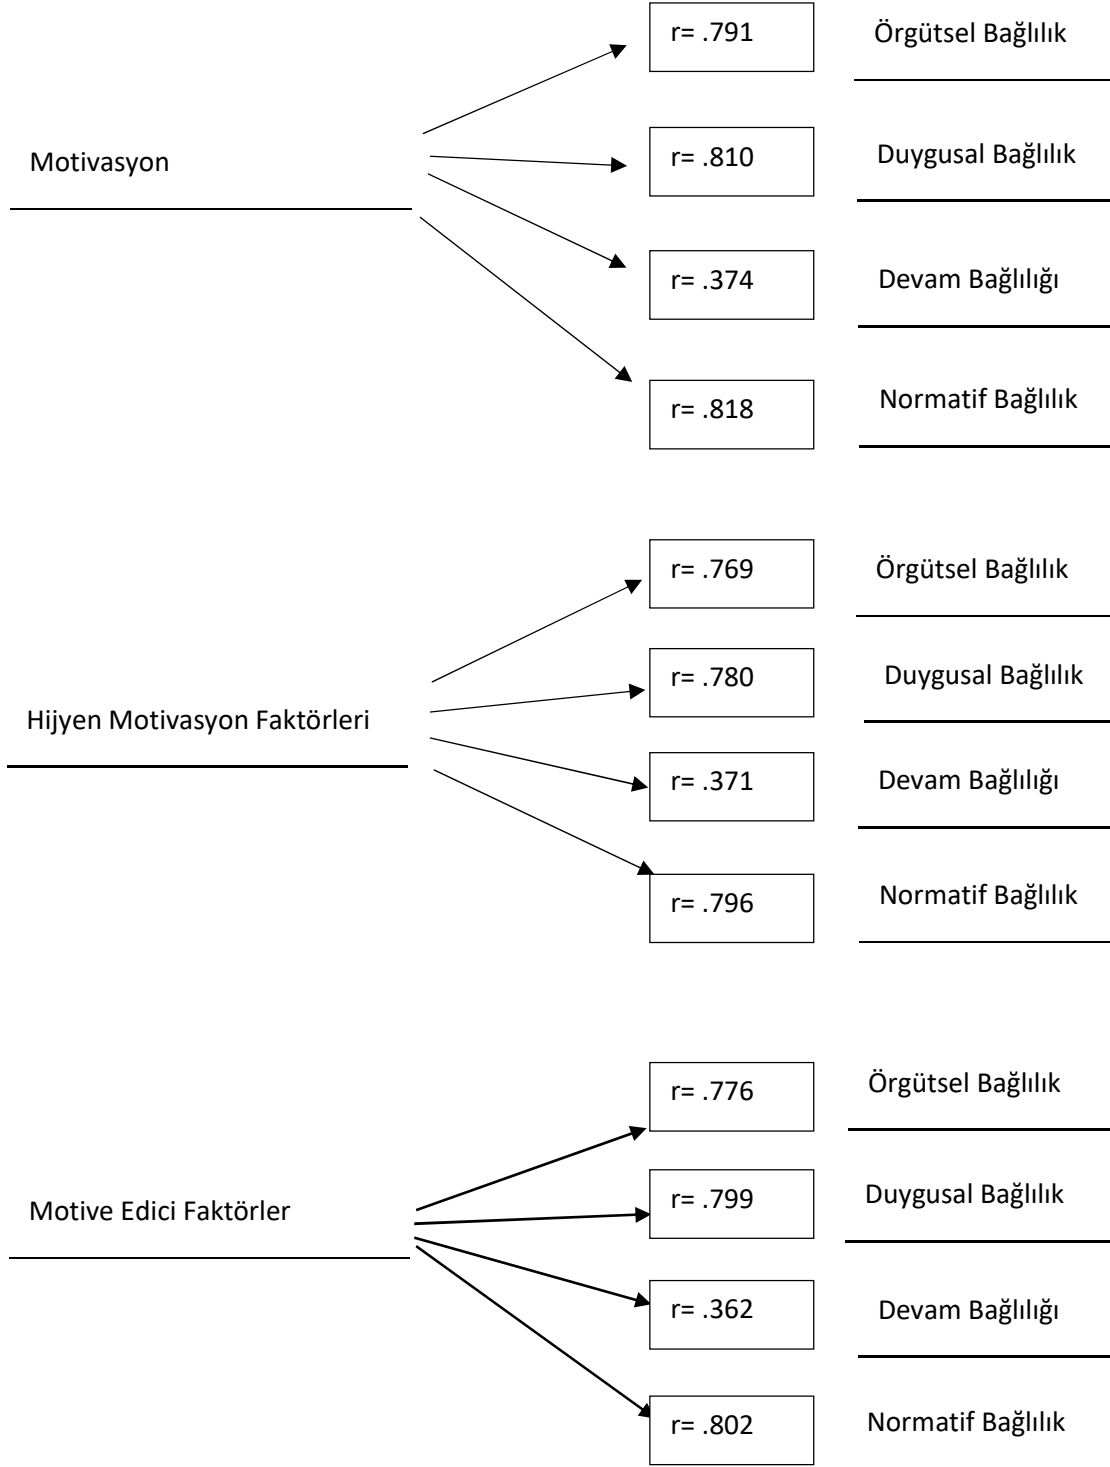 r= .791 Örgütsel Bağlılık
Motivasyon
r= .810 Duygusal Bağlılık
r= .374 Devam Bağlılığı
r= .818 Normatif Bağlılık
r= .769 Örgütsel Bağlılık
r= .780 Duygusal Bağlılık
Hijyen Motivasyon Faktörleri
r= .371 Devam Bağlılığı
r= .796 Normatif Bağlılık
r= .776 Örgütsel Bağlılık
r= .799 Duygusal Bağlılık
Motive Edici Faktörler
r= .362 Devam Bağlılığı
r= .802 Normatif Bağlılık